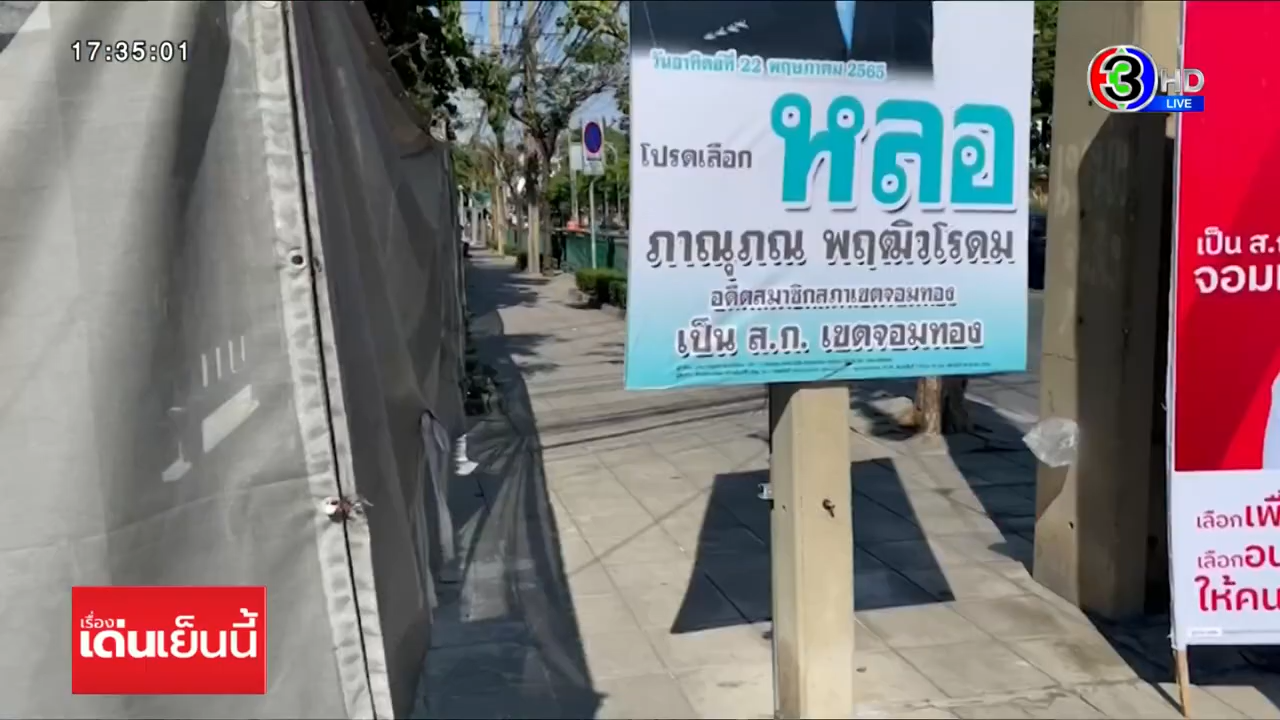 17:35:01
3 HD
LIVE
วันอาทิตย์ที่ 22 พฤษภาคม 2565
โปรดเลือก หลอ
ภาณุภณ พฤฒิวโรดม
อดีตสมาชิกสภาเขตจอมทอง
เป็น ส.ก. เขตจอมทอง
เป็น
เลือก
เลือก
ให้คน
เรื่อง
เด่นเย็นนี้